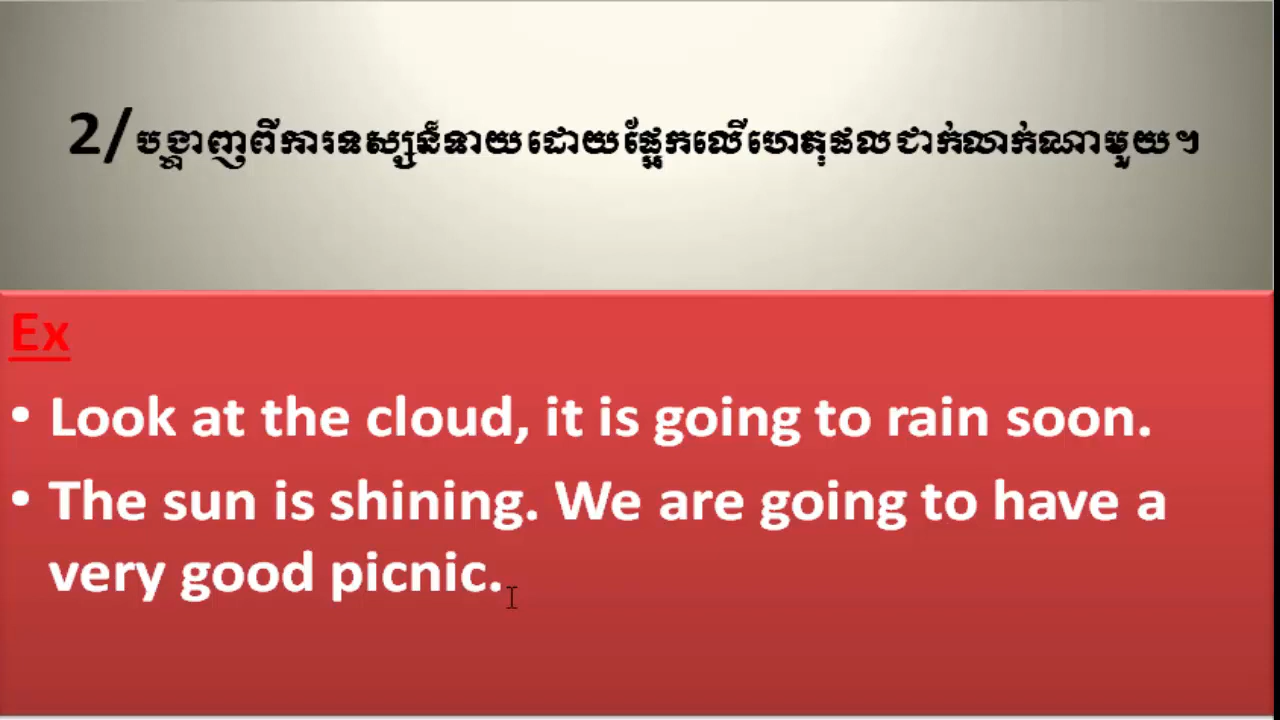 2/បង្ហាញពីការទស្សន៍ទាយដោយផ្អែកលើហេតុផលជាក់លាក់ណាមួយ។
Ex
• Look at the cloud, it is going to rain soon.
• The sun is shining. We are going to have a
very good picnic.